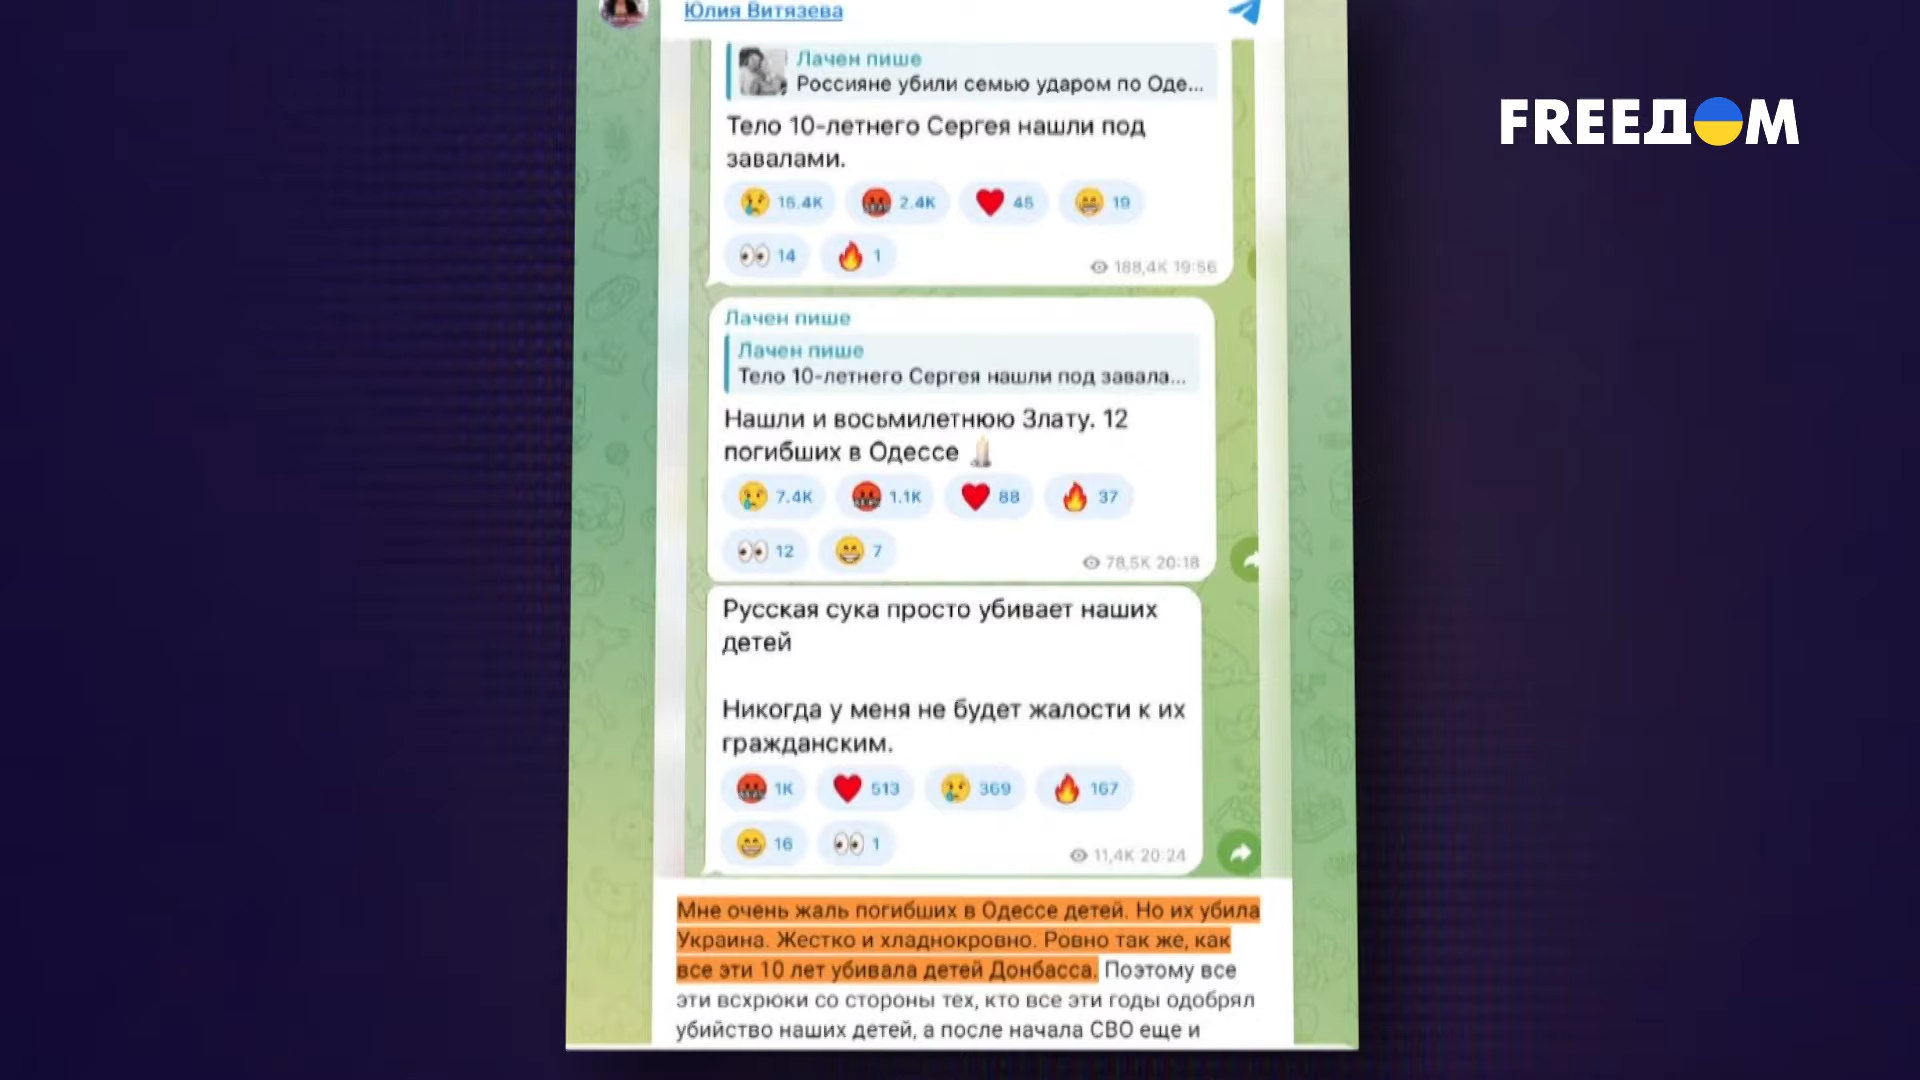 Юлия Витязева
FREEДOM
Лачен пише
Россияне убили семью ударом по Оде...
Тело 10-летнего Сергея нашли под
завалами.
15.4K 2.4K 45 19
14 1
188,4K 19:56
Лачен пише
Лачен пише
Тело 10-летнего Сергея нашли под завала...
Нашли и восьмилетнюю Злату. 12
погибших в Одессе
7.4K 1.1K 88 37
12 7
78,5K 20:18
Русская сука просто убивает наших
детей
Никогда у меня не будет жалости к их
гражданским.
1K 513 369 167
16 1
11,4K 20:24
Мне очень жаль погибших в Одессе детей. Но их убила
Украина. Жестко и хладнокровно. Ровно так же, как
все эти 10 лет убивала детей Донбасса. Поэтому все
эти всхрюки со стороны тех, кто все эти годы одобрял
убийство наших детей, а после начала СВО еще и